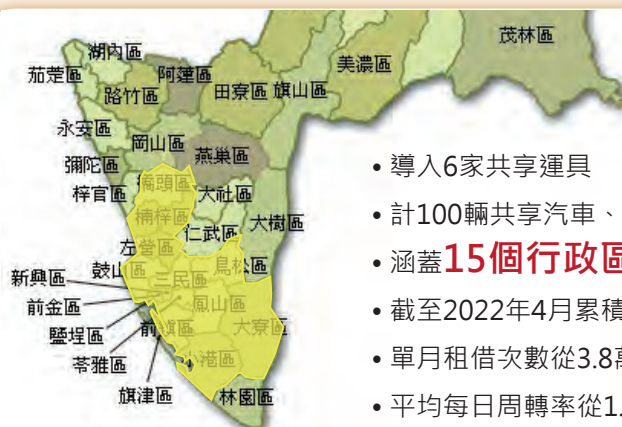 湖內區
茂林區
茄萣區
阿蓮區
美濃區
路竹區
田寮區
旗山區
永安區
岡山區
燕巢區
彌陀區
• 導入6家共享運具
橋頭區
梓官區
大社區
• 計100輛共享汽車、
楠梓區
大樹區
仁武區
左營區
• 涵蓋15個行政區
鼓山區
鳥松區
新興區
三民區
前金區
鳳山區
• 截至2022年4月累積
鹽埕區
前鎮區
大寮區
苓雅區
小港區
• 單月租借次數從3.8萬
旗津區
林園區
• 平均每日周轉率從1.